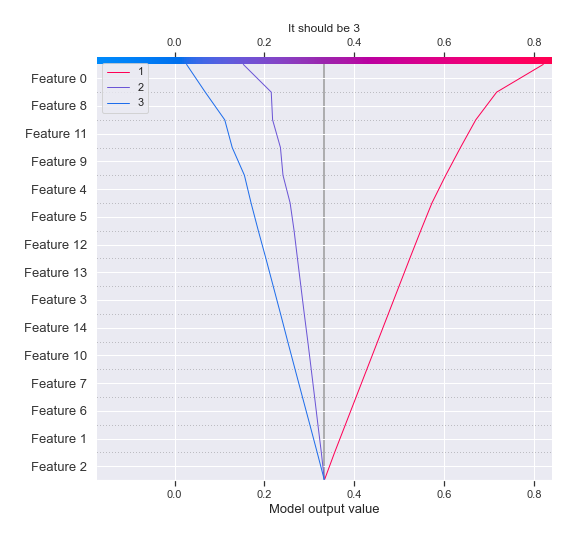 It should be 3
0.0 0.2 0.4 0.6 0.8
1
2
3
Feature 0
Feature 8
Feature 11
Feature 9
Feature 4
Feature 5
Feature 12
Feature 13
Feature 3
Feature 14
Feature 10
Feature 7
Feature 6
Feature 1
Feature 2
0.0 0.2 0.4 0.6 0.8
Model output value